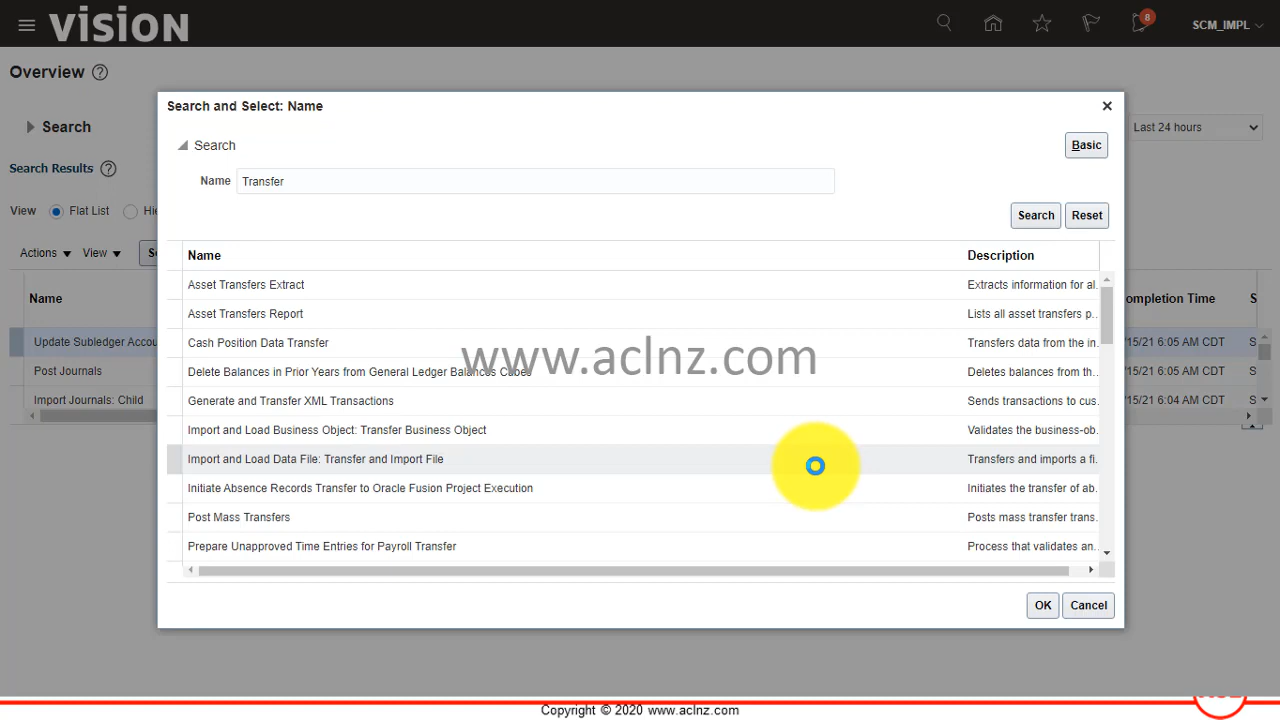 vision
8
SCM_IMPL
Overview ?
Search
Last 24 hours
Search Results ?
View Flat List
Actions View
Name
ompletion Time S
Update Subledger Accou
/15/21 6:05 AM CDT S
Post Journals
/15/21 6:05 AM CDT S
Import Journals: Child
/15/21 6:04 AM CDT S
Search and Select: Name
Search
Basic
Name Transfer
Search Reset
Name Description
Asset Transfers Extract Extracts information for al..
Asset Transfers Report Lists all asset transfers p..
Cash Position Data Transfer Transfers data from the in..
Delete Balances in Prior Years from General Ledger Balances Cubes Deletes balances from th..
Generate and Transfer XML Transactions Sends transactions to cus..
Import and Load Business Object: Transfer Business Object Validates the business-ob..
Import and Load Data File: Transfer and Import File Transfers and imports a fi..
Initiate Absence Records Transfer to Oracle Fusion Project Execution Initiates the transfer of ab..
Post Mass Transfers Posts mass transfer trans..
Prepare Unapproved Time Entries for Payroll Transfer Process that validates an..
OK Cancel
www.aclnz.com
Copyright © 2020 www.aclnz.com